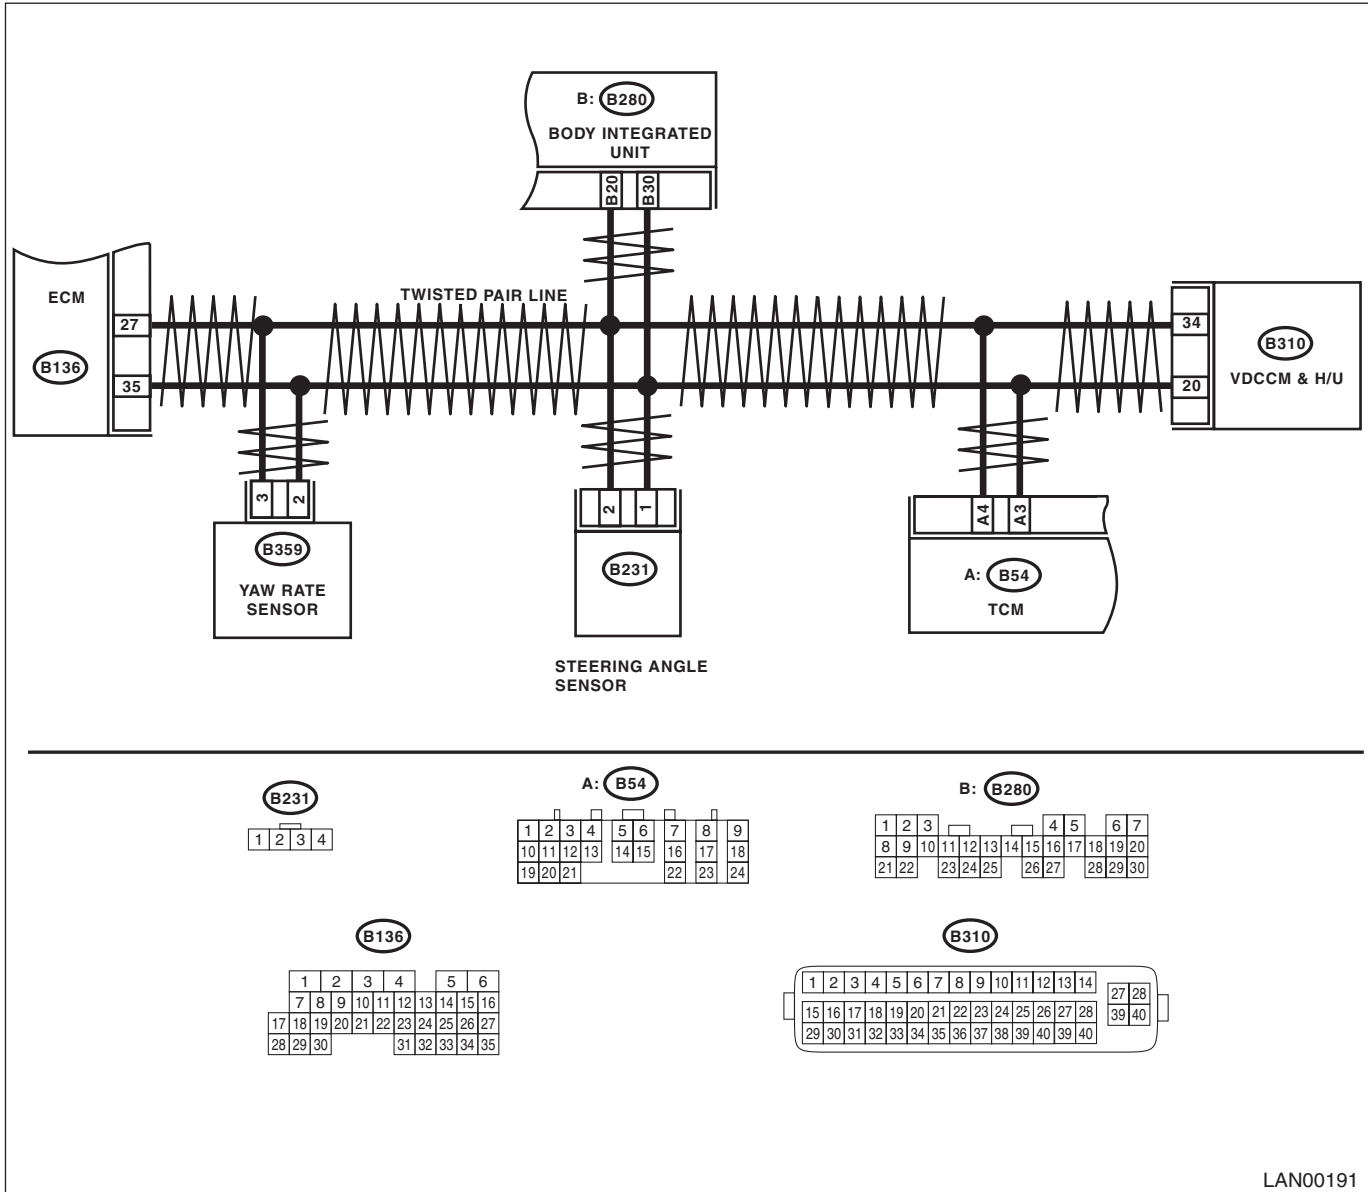 B: B280
BODY INTEGRATED
UNIT
B20 B30
ECM
TWISTED PAIR LINE
27
34
B136
B310
35
20
VDCCM & H/U
3 2
2 1
A4 A3
B359
B231
A: B54
YAW RATE
SENSOR
TCM
STEERING ANGLE
SENSOR
B231
1 2 3 4
A: B54
1 2 3 4 5 6 7 8 9
10 11 12 13 14 15 16 17 18
19 20 21 22 23 24
B: B280
1 2 3 4 5 6 7
8 9 10 11 12 13 14 15 16 17 18 19 20
21 22 23 24 25 26 27 28 29 30
B136
1 2 3 4 5 6
7 8 9 10 11 12 13 14 15 16
17 18 19 20 21 22 23 24 25 26 27
28 29 30 31 32 33 34 35
B310
1 2 3 4 5 6 7 8 9 10 11 12 13 14
27 28
15 16 17 18 19 20 21 22 23 24 25 26 27 28
39 40
29 30 31 32 33 34 35 36 37 38 39 40 39 40
LAN00191